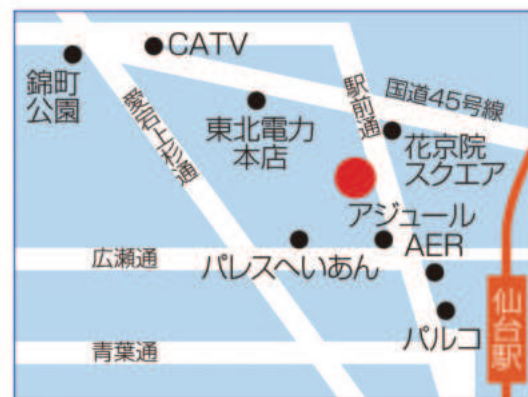 CATV
錦町
公園
愛宕上杉通
駅前通
国道45号線
東北電力
本店
花京院
スクエア
アジュール
AER
広瀬通
パレスへいあん
パルコ
仙台駅
青葉通